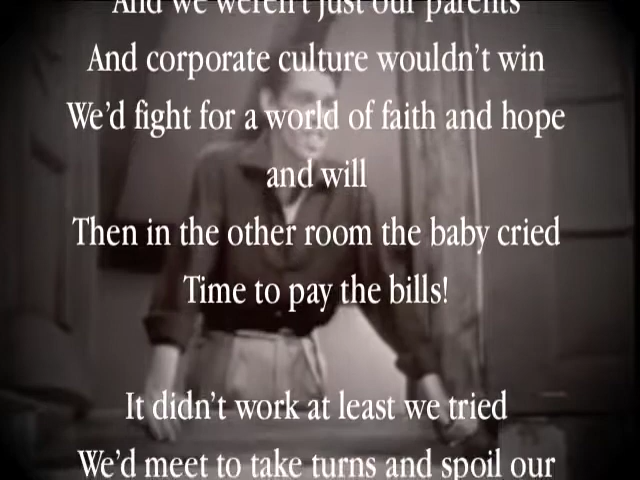 And we weren't just our parents
And corporate culture wouldn't win
We'd fight for a world of faith and hope
and will
Then in the other room the baby cried
Time to pay the bills!
It didn't work at least we tried
We'd meet to take turns and spoil our